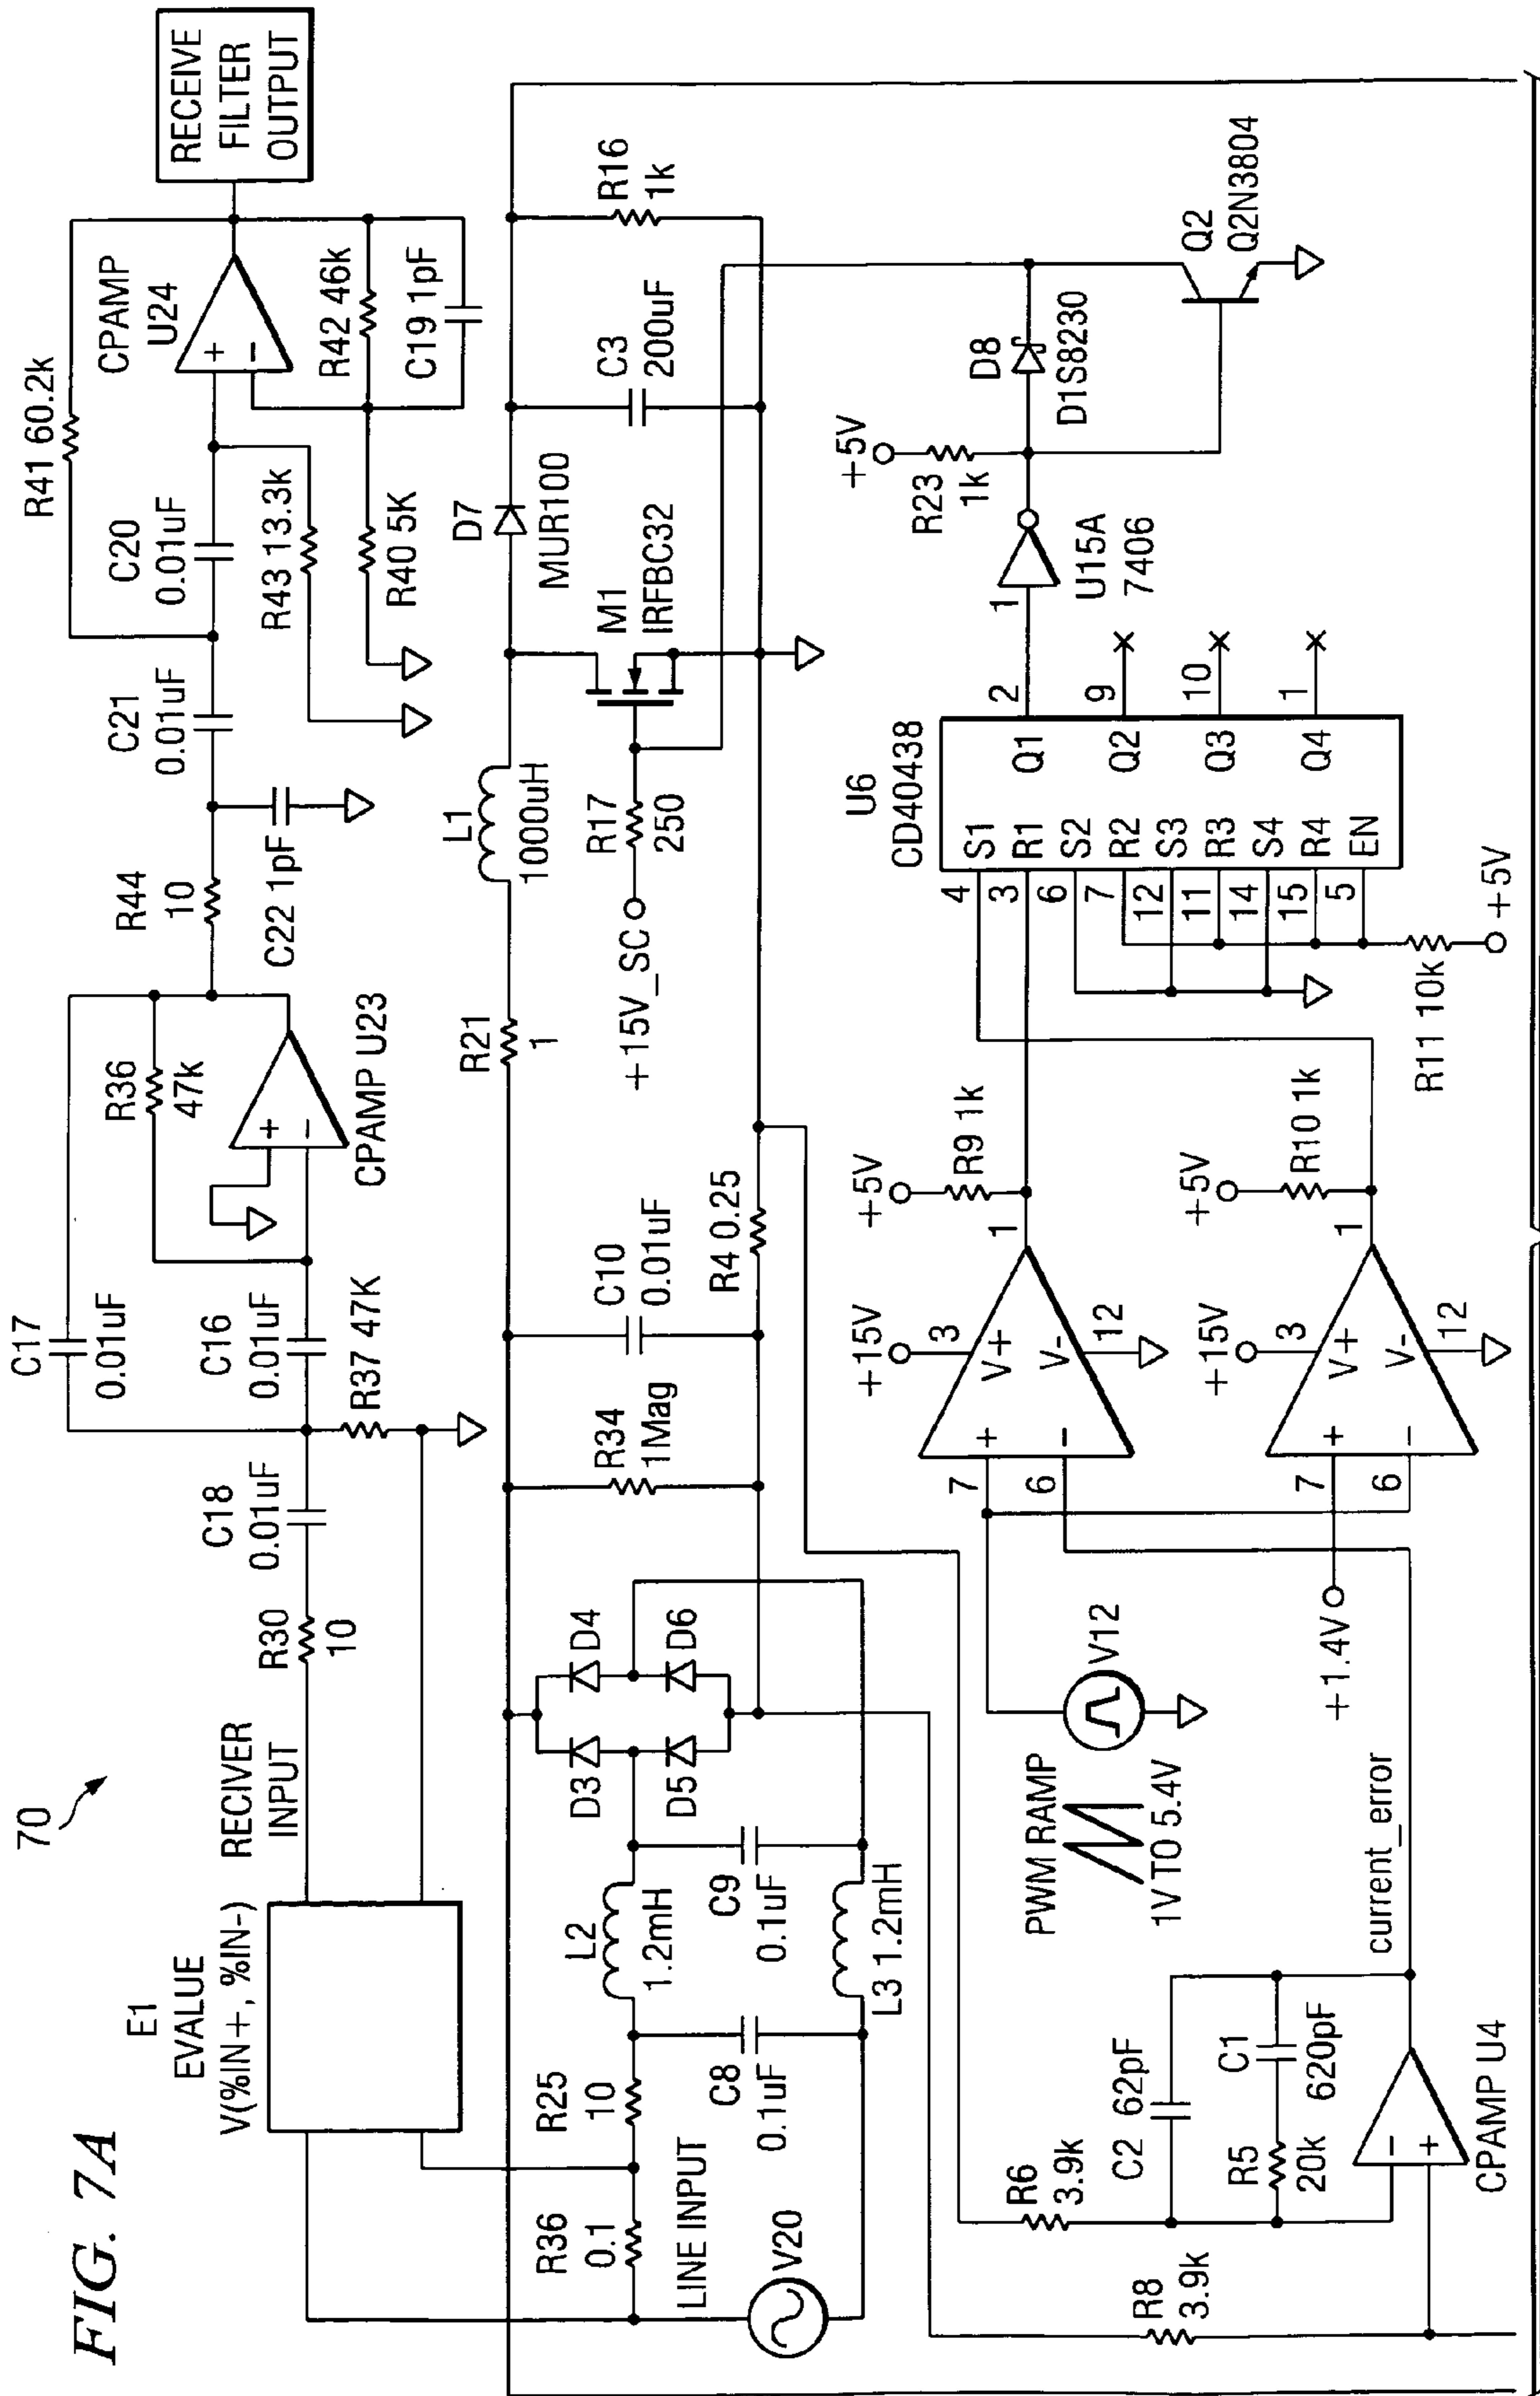 FIG. 7A
70
E1
EVALUE
V(%IN +, %IN-)
RECIVER
INPUT
R30
10
C18
0.01uF
C17
0.01uF
C16
0.01uF
R37 47K
R36
47k
+
-
CPAMP U23
R44
10
C22 1pF
C21
0.01uF
C20
0.01uF
R41 60.2k
R43 13.3k
R40 5K
CPAMP
U24
+
-
R42 46k
C19 1pF
RECEIVE
FILTER
OUTPUT
R36
0.1
LINE INPUT
V20
R25
10
C8
0.1uF
L2
1.2mH
C9
0.1uF
L3 1.2mH
D3
D4
D5
D6
R34
1Mag
C10
0.01uF
R4 0.25
R21
1
L1
1000uH
+15V_SC
R17
250
M1
IRFBC32
D7
MUR100
C3
200uF
R16
1k
R8
3.9k
R6
3.9k
C2 62pF
R5
20k
C1
620pF
-
+
CPAMP U4
current_error
PWM RAMP
1V TO 5.4V
V12
+1.4V
7
6
+
-
+15V
3
V+
V-
12
1
+5V
R9 1k
7
6
+
-
+15V
3
V+
V-
12
1
+5V
R10 1k
U6
CD40438
4 S1
3 R1
6 S2
7 R2
12 S3
11 R3
14 S4
15 R4
5 EN
Q1 2
Q2 9
Q3 10
Q4 1
R11 10k
+5V
1
U15A
7406
+5V
R23
1k
D8
D1S8230
Q2
Q2N3804